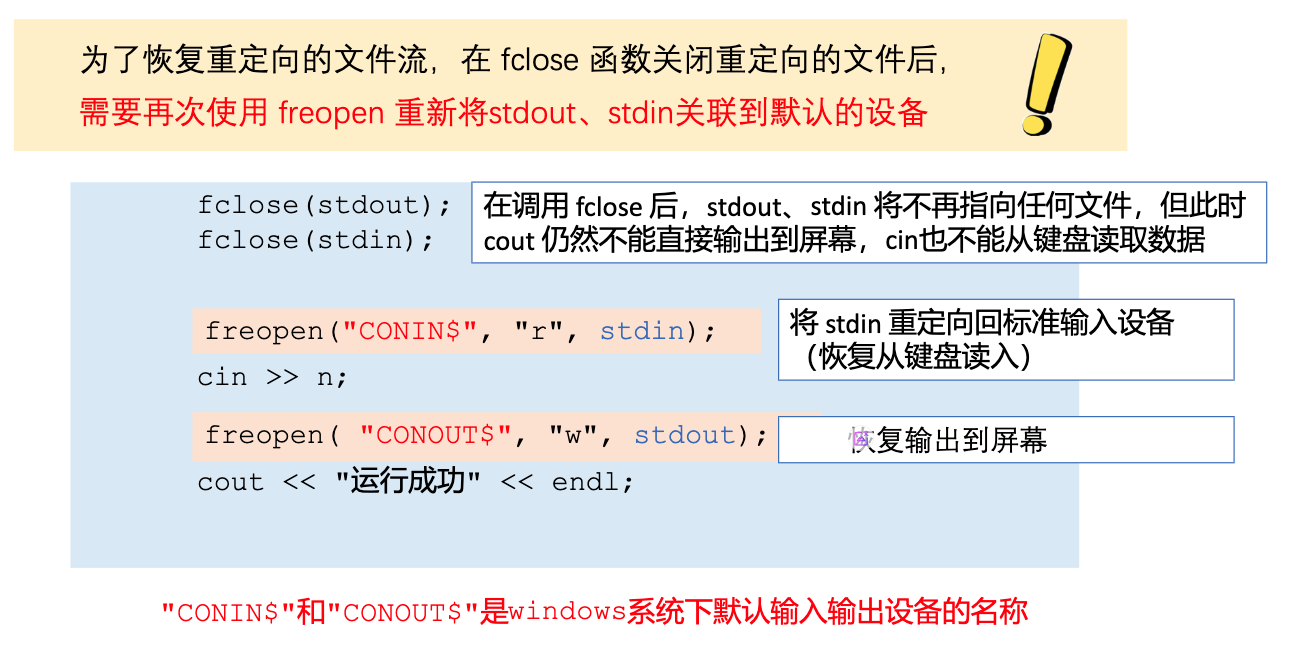 为了恢复重定向的文件流，在 fclose 函数关闭重定向的文件后，
需要再次使用 freopen 重新将stdout、stdin关联到默认的设备
fclose(stdout);
fclose(stdin);
在调用 fclose 后，stdout、stdin 将不再指向任何文件，但此时
cout 仍然不能直接输出到屏幕，cin也不能从键盘读取数据
freopen("CONIN$", "r", stdin);
将 stdin 重定向回标准输入设备
（恢复从键盘读入）
cin >> n;
freopen( "CONOUT$", "w", stdout);
恢复输出到屏幕
cout << "运行成功" << endl;
"CONIN$"和"CONOUT$"是windows系统下默认输入输出设备的名称